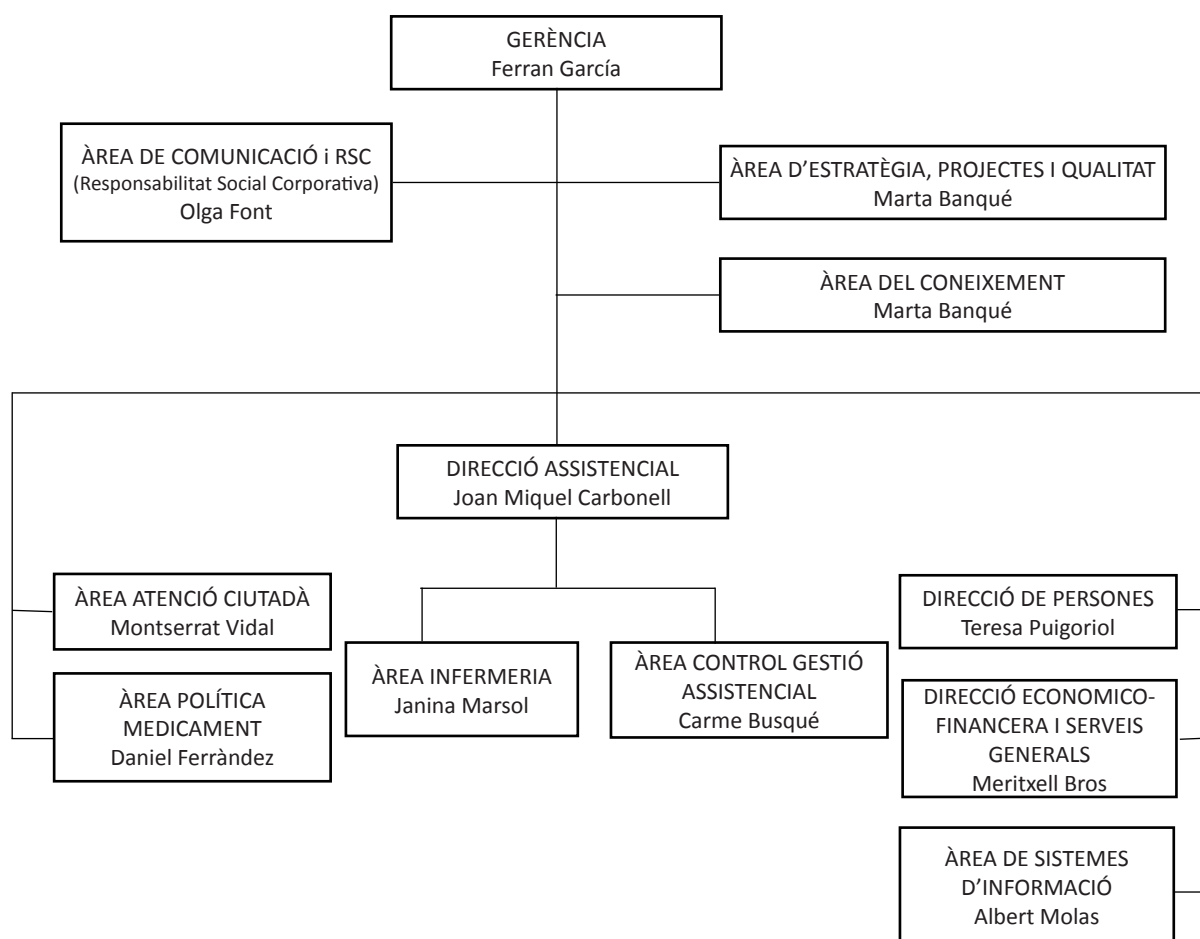 GERÈNCIA
Ferran García
ÀREA DE COMUNICACIÓ i RSC
(Responsabilitat Social Corporativa)
Olga Font
ÀREA D’ESTRATÈGIA, PROJECTES I QUALITAT
Marta Banqué
ÀREA DEL CONEIXEMENT
Marta Banqué
DIRECCIÓ ASSISTENCIAL
Joan Miquel Carbonell
ÀREA ATENCIÓ CIUTADÀ
Montserrat Vidal
ÀREA POLÍTICA
MEDICAMENT
Daniel Ferràndez
ÀREA INFERMERIA
Janina Marsol
ÀREA CONTROL GESTIÓ
ASSISTENCIAL
Carme Busqué
DIRECCIÓ DE PERSONES
Teresa Puigoriol
DIRECCIÓ ECONOMICO-
FINANCERA I SERVEIS
GENERALS
Meritxell Bros
ÀREA DE SISTEMES
D’INFORMACIÓ
Albert Molas